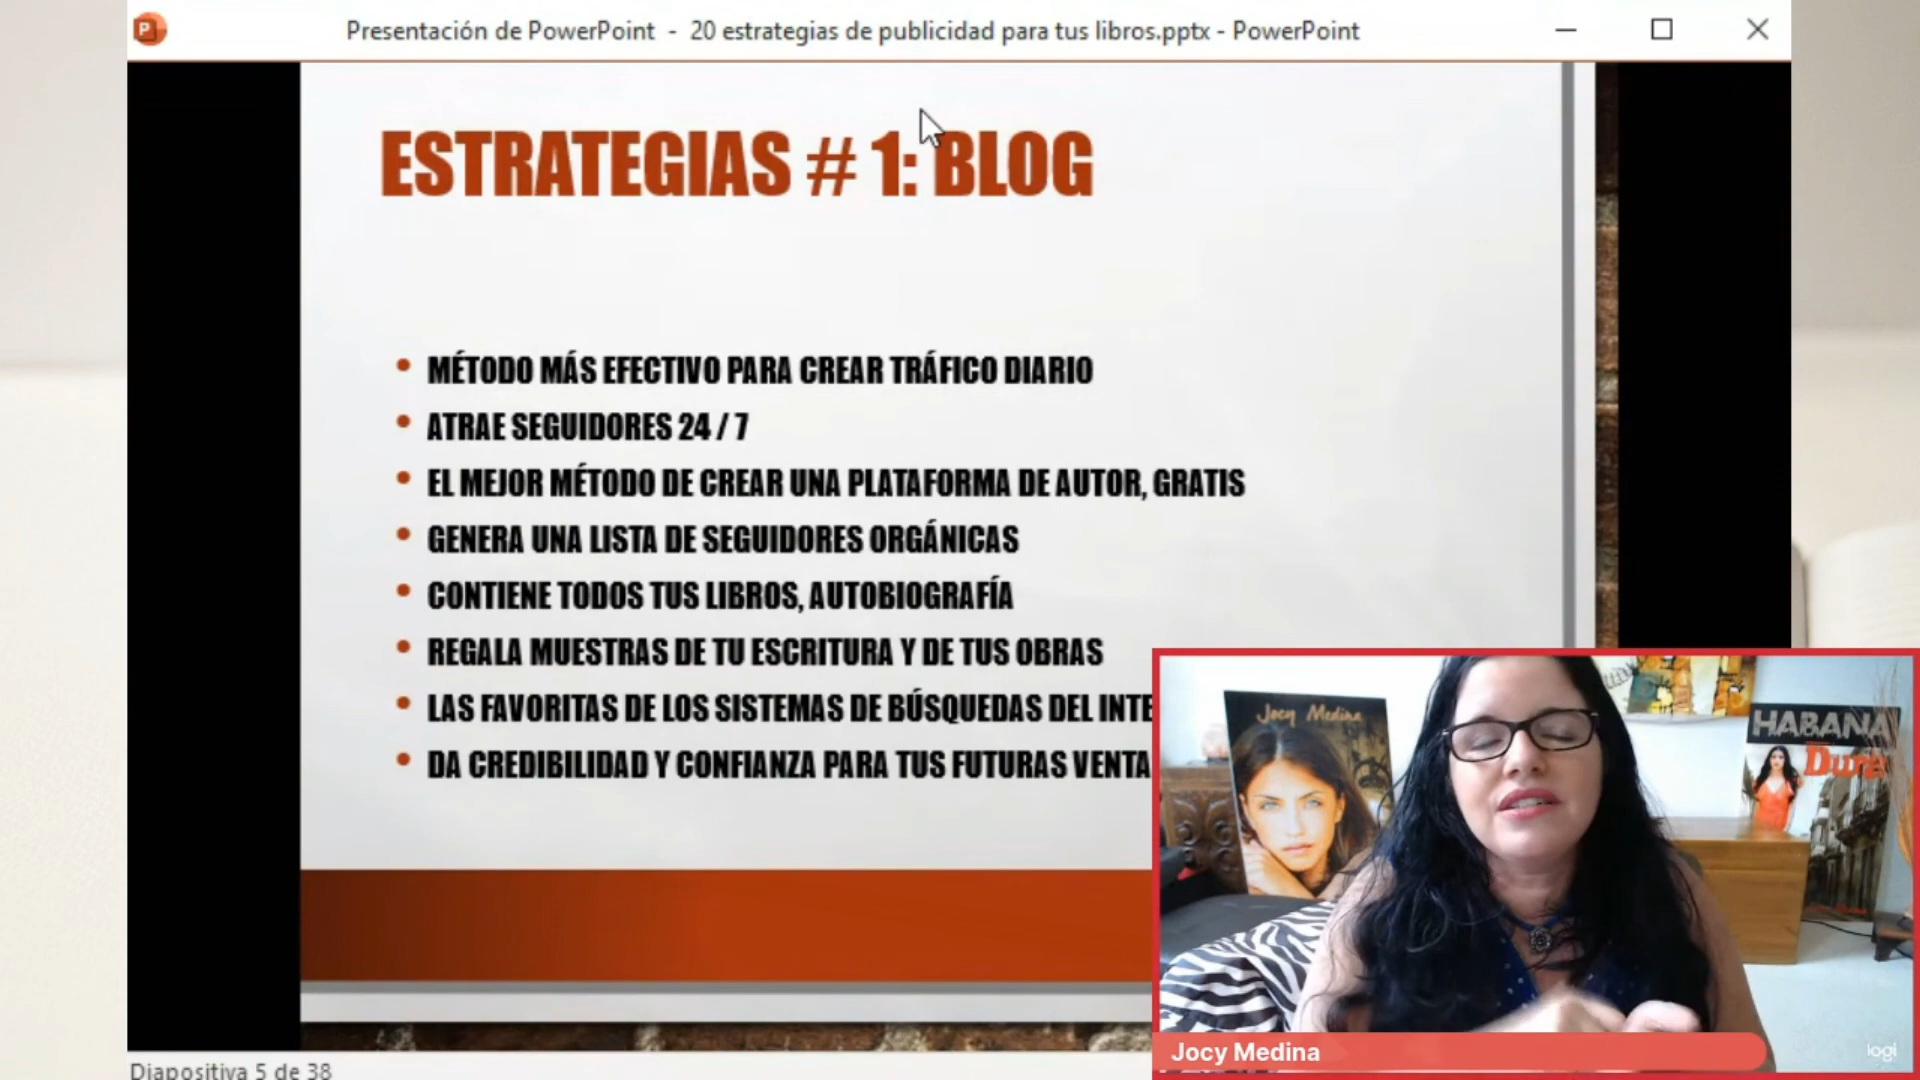 Presentación de PowerPoint - 20 estrategias de publicidad para tus libros.pptx - PowerPoint
ESTRATEGIAS # 1: BLOG
MÉTODO MÁS EFECTIVO PARA CREAR TRÁFICO DIARIO
ATRAE SEGUIDORES 24 / 7
EL MEJOR MÉTODO DE CREAR UNA PLATAFORMA DE AUTOR, GRATIS
GENERA UNA LISTA DE SEGUIDORES ORGÁNICAS
CONTIENE TODOS TUS LIBROS, AUTOBIOGRAFÍA
REGALA MUESTRAS DE TU ESCRITURA Y DE TUS OBRAS
LAS FAVORITAS DE LOS SISTEMAS DE BÚSQUEDAS DEL INTE
DA CREDIBILIDAD Y CONFIANZA PARA TUS FUTURAS VENTA
Jocy Medina
HABANA
Dura
Jocy Medina
logi
Diapositiva 5 de 38